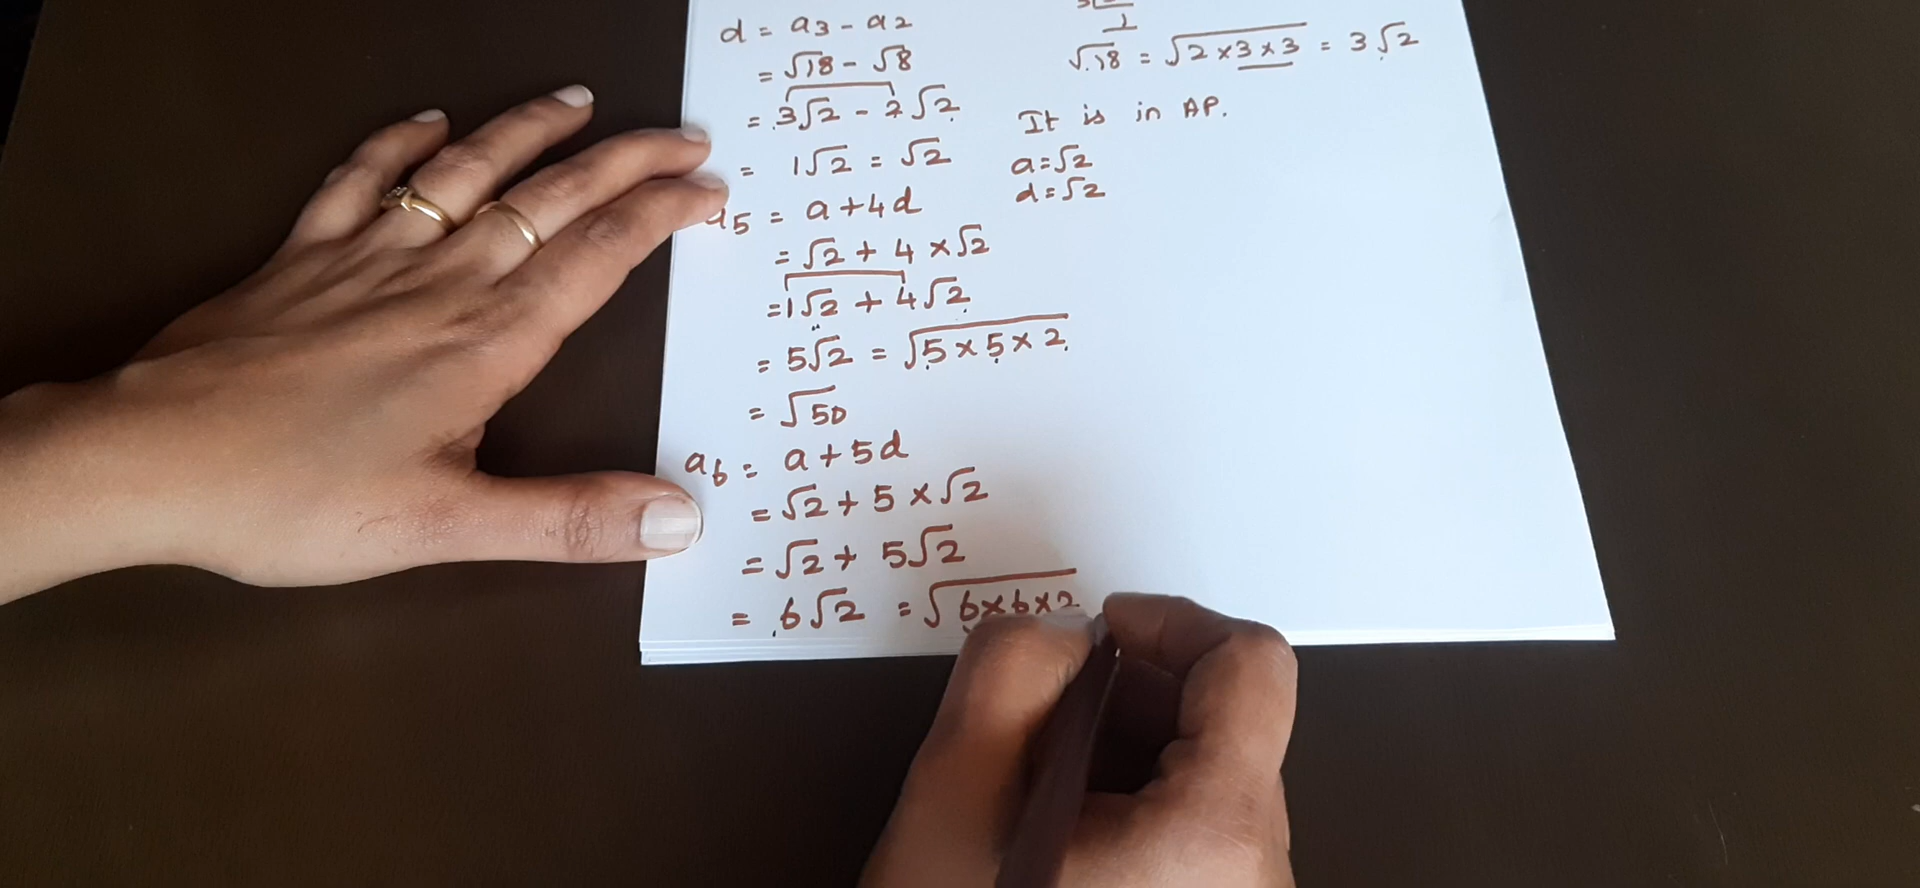 d = a3 - a2
= √18 - √8
= 3√2 - 2√2
= 1√2 = √2
a5 = a + 4d
= √2 + 4 × √2
= 1√2 + 4√2
= 5√2 = √5 × 5 × 2
= √50
a6 = a + 5d
= √2 + 5 × √2
= √2 + 5√2
= 6√2 = √6×6×2
√18 = √2 × 3 × 3 = 3√2
It is in AP.
a = √2
d = √2